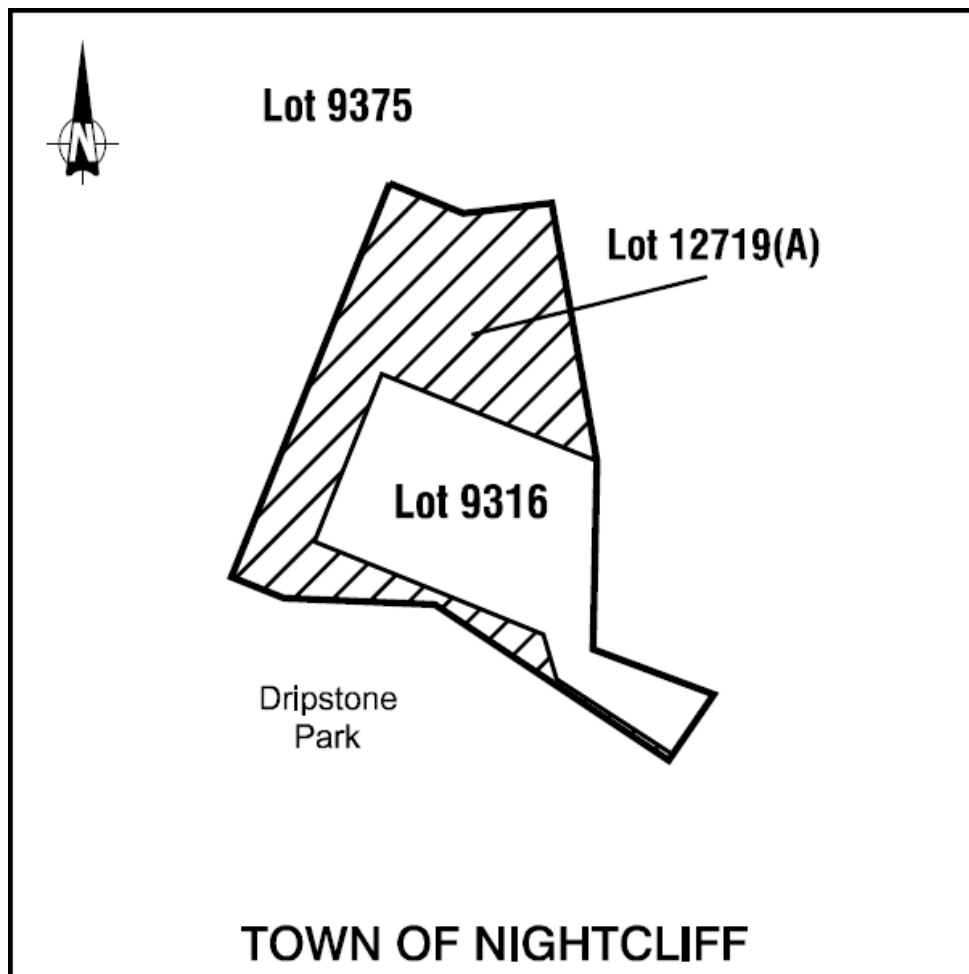 N
Lot 9375
Lot 12719(A)
Lot 9316
Dripstone
Park
TOWN OF NIGHTCLIFF